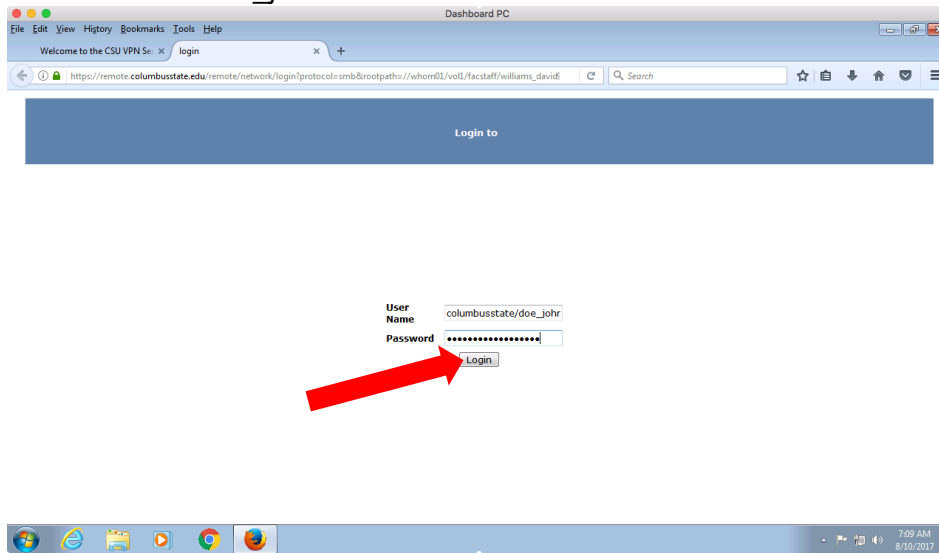 Dashboard PC
File Edit View History Bookmarks Tools Help
Welcome to the CSU VPN Se × login × +
https://remote.columbusstate.edu/remote/network/login?protocol=smb&rootpath=//whom01/vol1/facstaff/williams_david Search
Login to
User Name columbusstate/doe_john
Password ••••••••••••••••••
Login
7:09 AM
8/10/2017